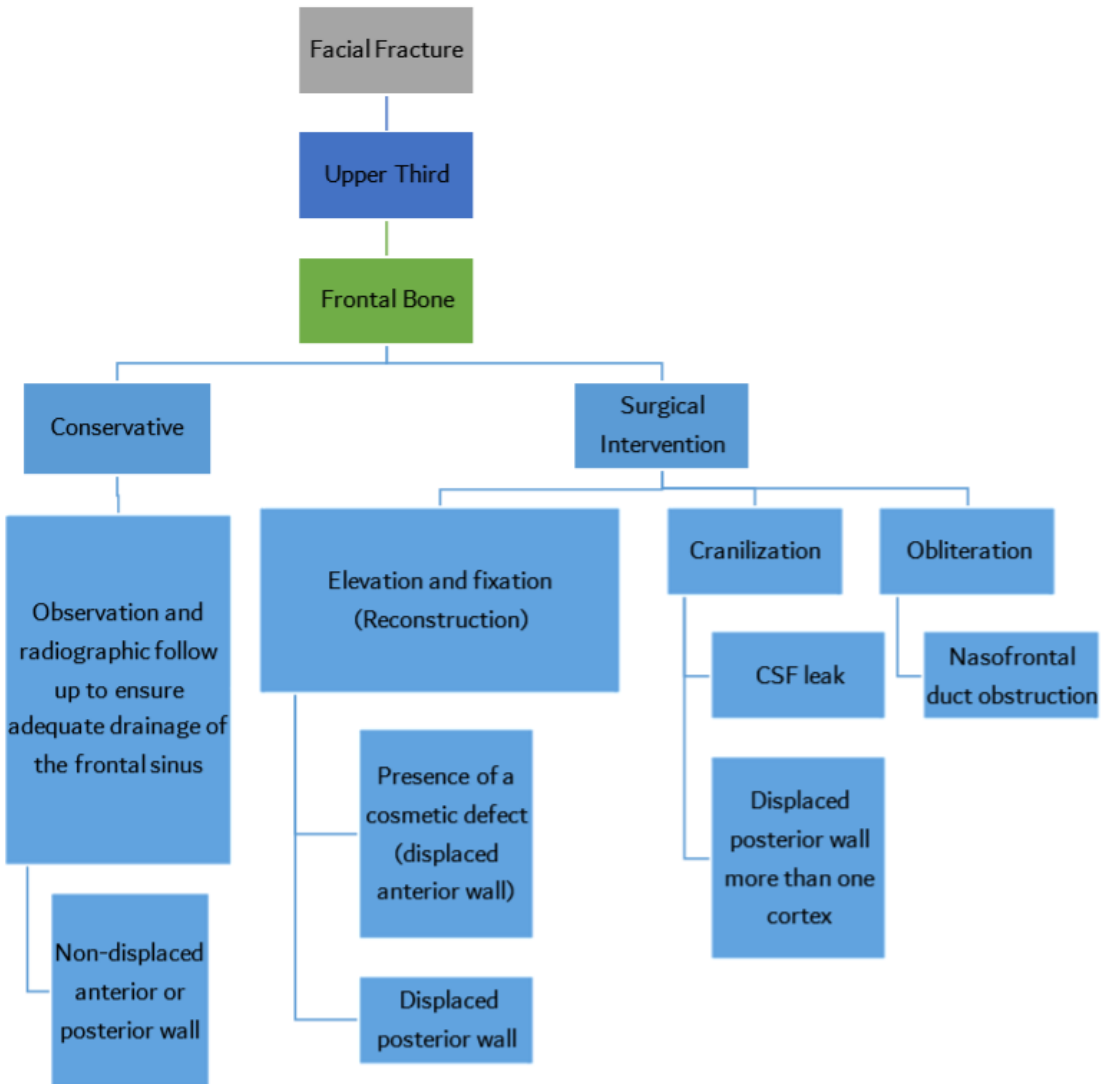 Facial Fracture
Upper Third
Frontal Bone
Conservative
Surgical
Intervention
Observation and
radiographic follow
up to ensure
adequate drainage of
the frontal sinus
Non-displaced
anterior or
posterior wall
Elevation and fixation
(Reconstruction)
Presence of a
cosmetic defect
(displaced
anterior wall)
Displaced
posterior wall
Cranilization
CSF leak
Displaced
posterior wall
more than one
cortex
Obliteration
Nasofrontal
duct obstruction